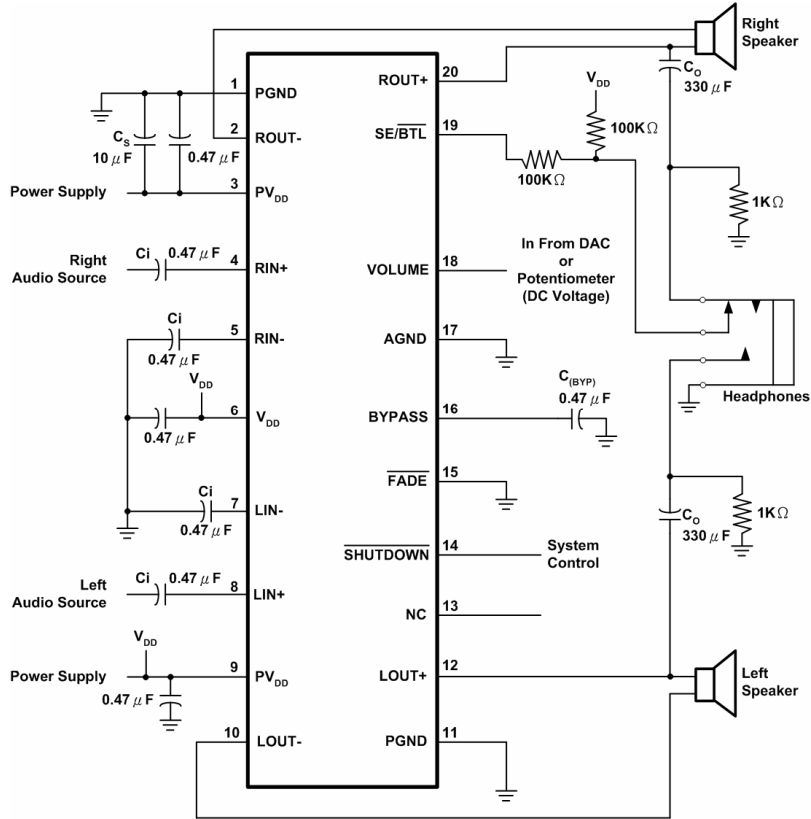 Right
Speaker
1
PGND
ROUT+
20
C_O
330 μF
V_DD
C_S
10 μF
0.47 μF
2
ROUT-
SE/BTL
19
100KΩ
100KΩ
Power Supply
3
PV_DD
1KΩ
Right
Audio Source
Ci
0.47 μF
4
RIN+
VOLUME
18
In From DAC
or
Potentiometer
(DC Voltage)
Ci
0.47 μF
5
RIN-
AGND
17
V_DD
0.47 μF
6
V_DD
BYPASS
16
C_(BYP)
0.47 μF
Headphones
Ci
0.47 μF
7
LIN-
FADE
15
C_O
330 μF
1KΩ
SHUTDOWN
14
System
Control
Left
Audio Source
Ci
0.47 μF
8
LIN+
NC
13
V_DD
Power Supply
0.47 μF
9
PV_DD
LOUT+
12
Left
Speaker
10
LOUT-
PGND
11